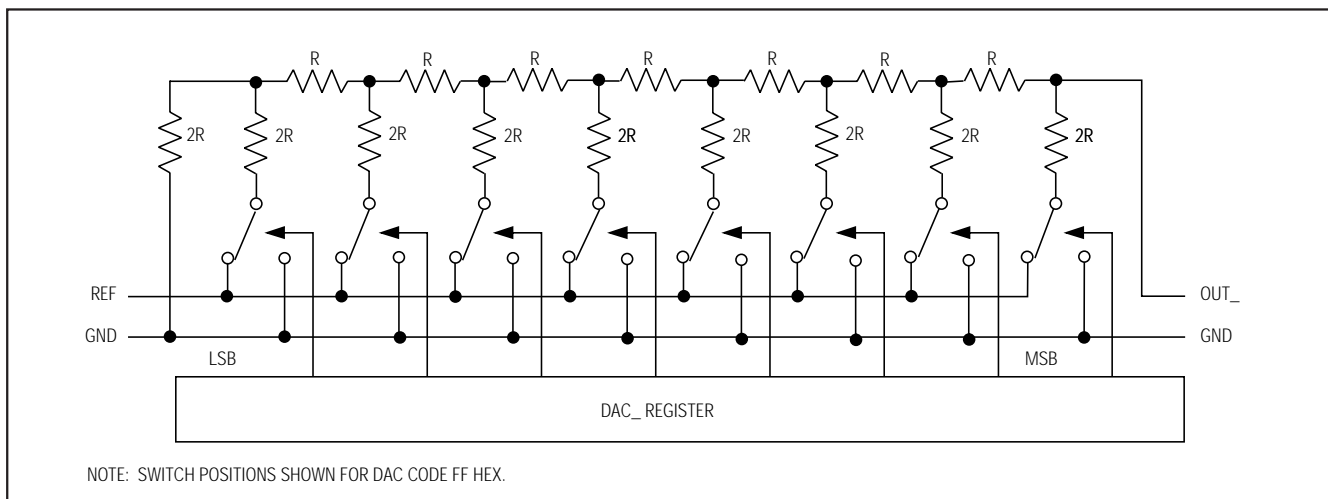 R R R R R R R
2R 2R 2R 2R 2R 2R 2R 2R 2R
REF OUT_
GND GND
LSB MSB
DAC_ REGISTER
NOTE: SWITCH POSITIONS SHOWN FOR DAC CODE FF HEX.